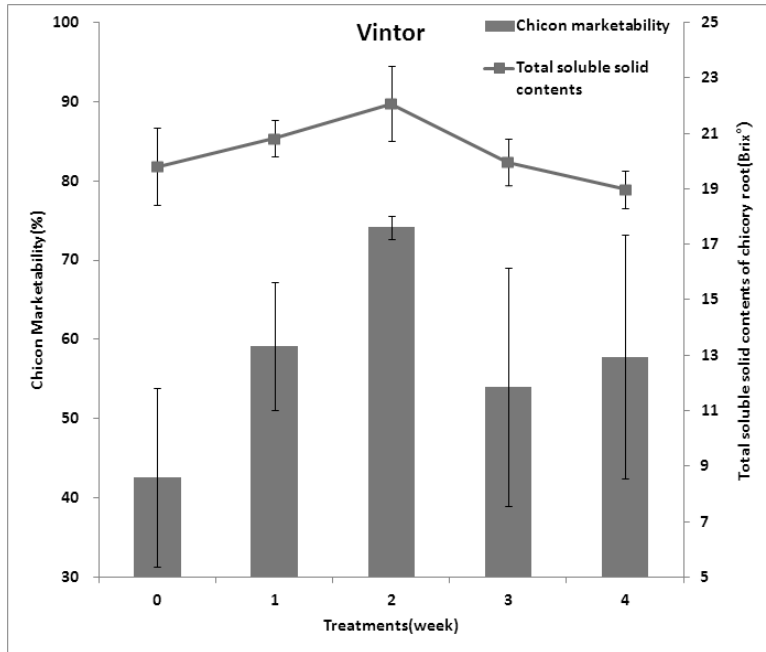 Vintor
Chicon marketability
Total soluble solid
contents
Chicon Marketability(%)
100
90
80
70
60
50
40
30
25
23
21
19
17
15
13
11
9
7
5
Total soluble solid contents of chicory root(Brix°)
0 1 2 3 4
Treatments(week)